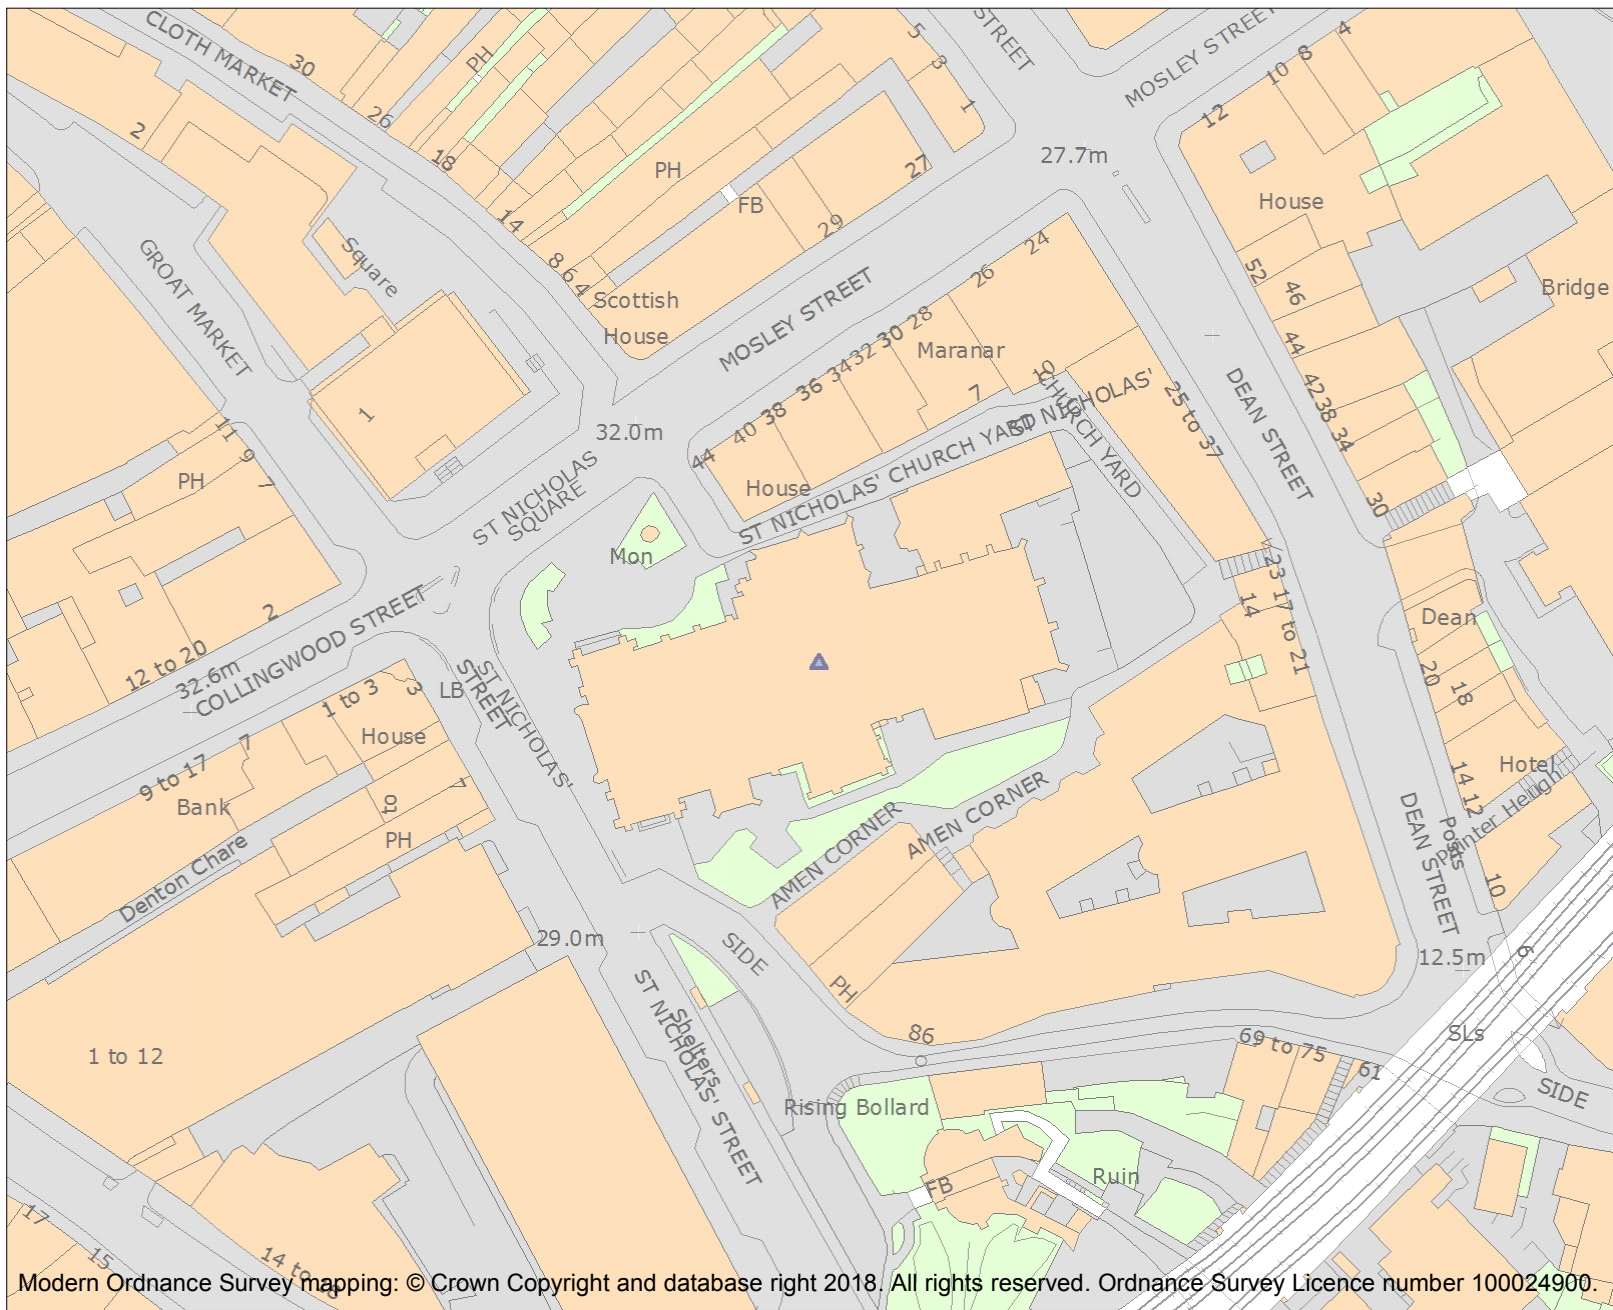 CLOTH MARKET
30
26
18
14
8
6
4
PH
5
3
1
STREET
MOSLEY STREET
4
8
10
12
2
27.7m
PH
27
FB
29
House
Square
GROAT MARKET
Scottish
House
MOSLEY STREET
24
26
28
30
32
34
36
38
40
44
Maranar
7
10
52
46
44
42
38
34
30
Bridge
1
11
9
7
PH
32.0m
House
ST NICHOLAS' CHURCH YARD
ST NICHOLAS'
CHURCH YARD
25 to 37
DEAN STREET
ST NICHOLAS
SQUARE
Mon
2
12 to 20
32.6m
COLLINGWOOD STREET
23
17 to 21
14
Dean
20
18
14
12
Hotel
LB
ST NICHOLAS'
STREET
1 to 3
3
House
7
9 to 17
Bank
to
7
PH
Denton Chare
AMEN CORNER
AMEN CORNER
Painter Heugh
Posts
DEAN STREET
10
29.0m
SIDE
PH
12.5m
6
86
SLs
69 to 75
61
SIDE
ST NICHOLAS' STREET
Shelters
1 to 12
Rising Bollard
Ruin
FB
17
15
14 to
Modern Ordnance Survey mapping: © Crown Copyright and database right 2018. All rights reserved. Ordnance Survey Licence number 100024900.